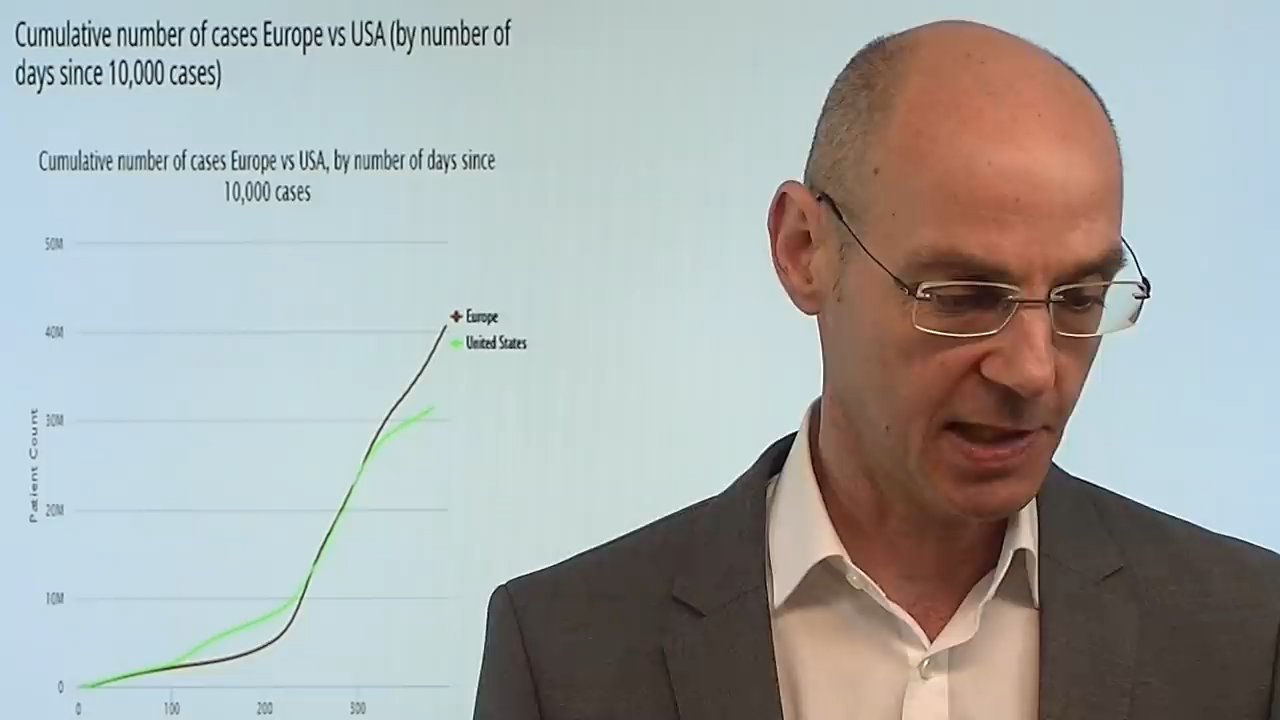 Cumulative number of cases Europe vs USA (by number of
days since 10,000 cases)
Cumulative number of cases Europe vs USA, by number of days since
10,000 cases
50M
Europe
40M
United States
30M
Patient Count
20M
10M
0
0 100 200 300